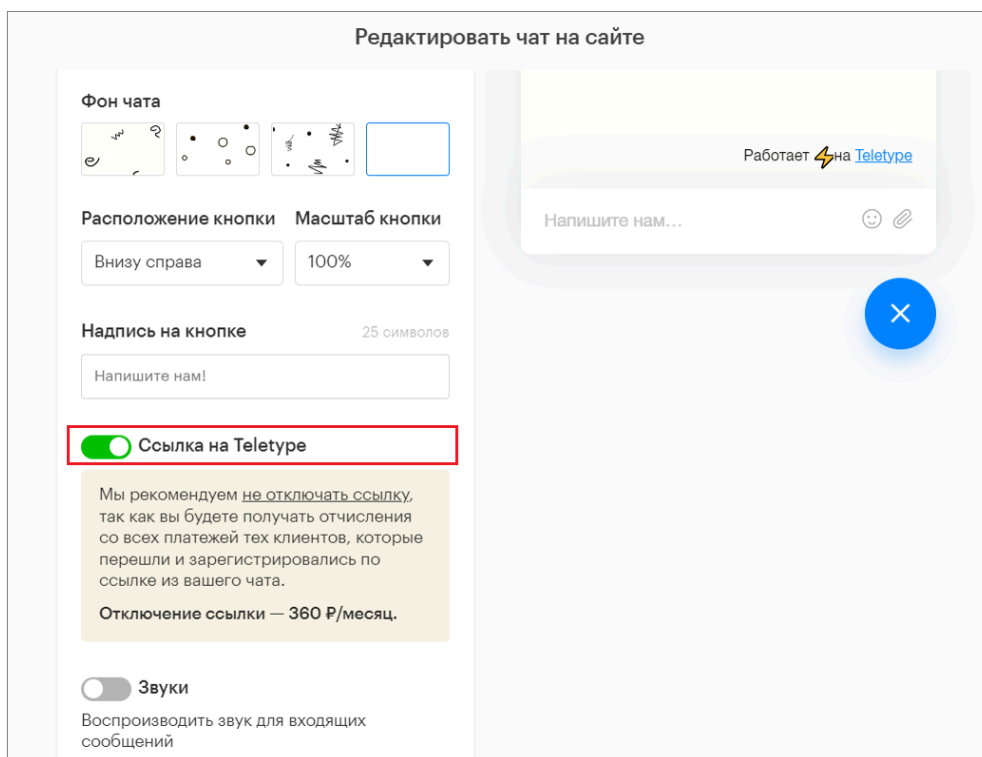 Редактировать чат на сайте
Фон чата
Расположение кнопки
Масштаб кнопки
Внизу справа
100%
Надпись на кнопке
25 символов
Напишите нам!
Ссылка на Teletype
Мы рекомендуем не отключать ссылку,
так как вы будете получать отчисления
со всех платежей тех клиентов, которые
перешли и зарегистрировались по
ссылке из вашего чата.
Отключение ссылки — 360 ₽/месяц.
Звуки
Воспроизводить звук для входящих
сообщений
Работает ⚡на Teletype
Напишите нам...